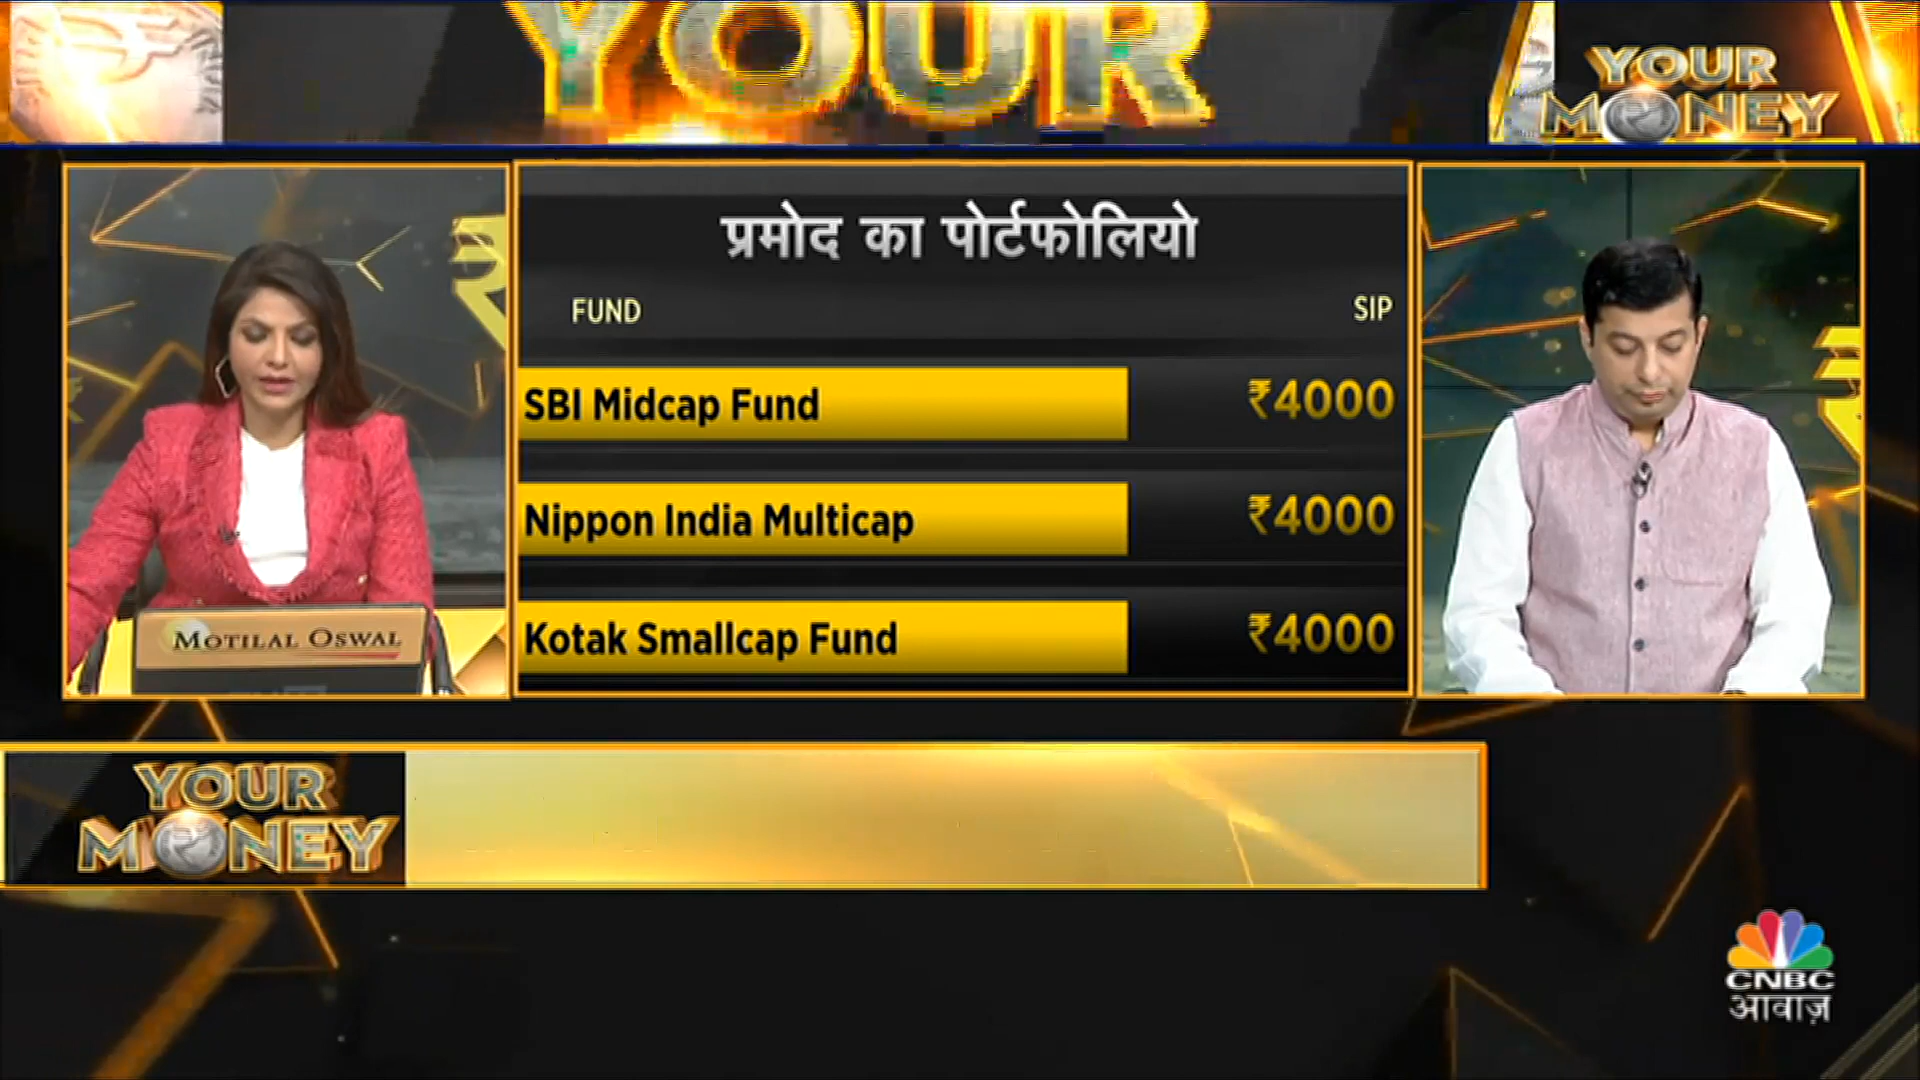 YOUR
YOUR
MONEY
प्रमोद का पोर्टफोलियो
FUND SIP
SBI Midcap Fund ₹4000
Nippon India Multicap ₹4000
Kotak Smallcap Fund ₹4000
MOTILAL OSWAL
YOUR
MONEY
CNBC
आवाज़